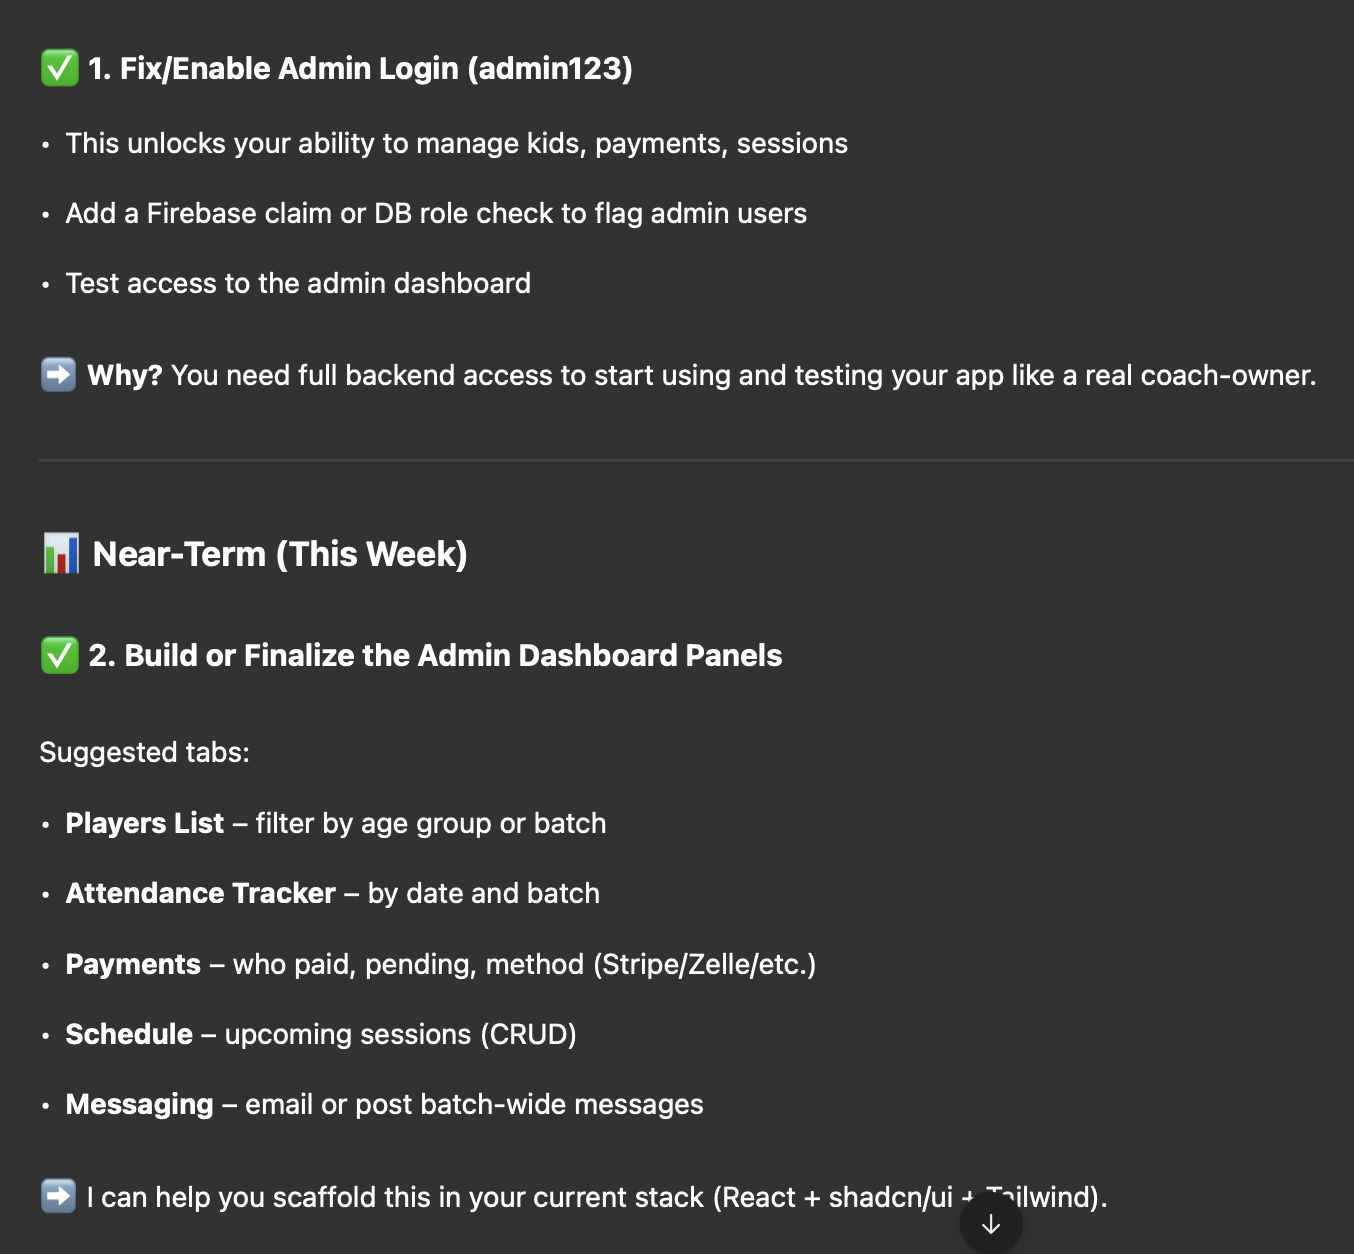 ✅ 1. Fix/Enable Admin Login (admin123)
• This unlocks your ability to manage kids, payments, sessions
• Add a Firebase claim or DB role check to flag admin users
• Test access to the admin dashboard
➡️ Why? You need full backend access to start using and testing your app like a real coach-owner.
📊 Near-Term (This Week)
✅ 2. Build or Finalize the Admin Dashboard Panels
Suggested tabs:
• Players List – filter by age group or batch
• Attendance Tracker – by date and batch
• Payments – who paid, pending, method (Stripe/Zelle/etc.)
• Schedule – upcoming sessions (CRUD)
• Messaging – email or post batch-wide messages
➡️ I can help you scaffold this in your current stack (React + shadcn/ui + Tailwind).